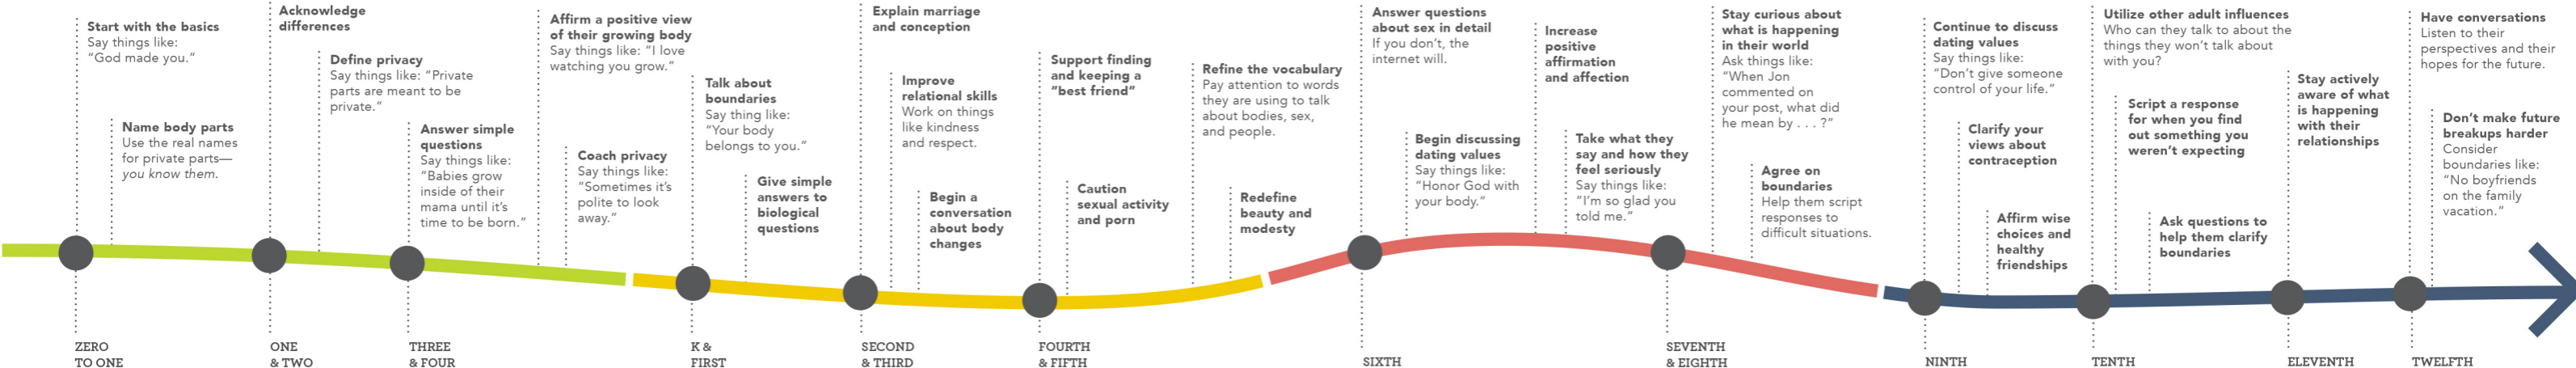 Start with the basics
Say things like:
“God made you.”
Name body parts
Use the real names
for private parts—
you know them.
Acknowledge
differences
Define privacy
Say things like: “Private
parts are meant to be
private.”
Answer simple
questions
Say things like:
“Babies grow
inside of their
mama until it’s
time to be born.”
Affirm a positive view
of their growing body
Say things like: “I love
watching you grow.”
Coach privacy
Say things like:
“Sometimes it’s
polite to look
away.”
Talk about
boundaries
Say thing like:
“Your body
belongs to you.”
Give simple
answers to
biological
questions
Explain marriage
and conception
Improve
relational skills
Work on things
like kindness
and respect.
Begin a
conversation
about body
changes
Support finding
and keeping a
“best friend”
Caution
sexual activity
and porn
Refine the vocabulary
Pay attention to words
they are using to talk
about bodies, sex,
and people.
Redefine
beauty and
modesty
Answer questions
about sex in detail
If you don’t, the
internet will.
Begin discussing
dating values
Say things like:
“Honor God with
your body.”
Increase
positive
affirmation
and affection
Take what they
say and how they
feel seriously
Say things like:
“I’m so glad you
told me.”
Stay curious about
what is happening
in their world
Ask things like:
“When Jon
commented on
your post, what did
he mean by . . . ?”
Agree on
boundaries
Help them script
responses to
difficult situations.
Continue to discuss
dating values
Say things like:
“Don’t give someone
control of your life.”
Clarify your
views about
contraception
Affirm wise
choices and
healthy
friendships
Utilize other adult influences
Who can they talk to about the
things they won’t talk about
with you?
Script a response
for when you find
out something you
weren’t expecting
Ask questions to
help them clarify
boundaries
Stay actively
aware of what
is happening
with their
relationships
Have conversations
Listen to their
perspectives and their
hopes for the future.
Don’t make future
breakups harder
Consider
boundaries like:
“No boyfriends
on the family
vacation.”
ZERO
TO ONE
ONE
& TWO
THREE
& FOUR
K &
FIRST
SECOND
& THIRD
FOURTH
& FIFTH
SIXTH
SEVENTH
& EIGHTH
NINTH
TENTH
ELEVENTH
TWELFTH